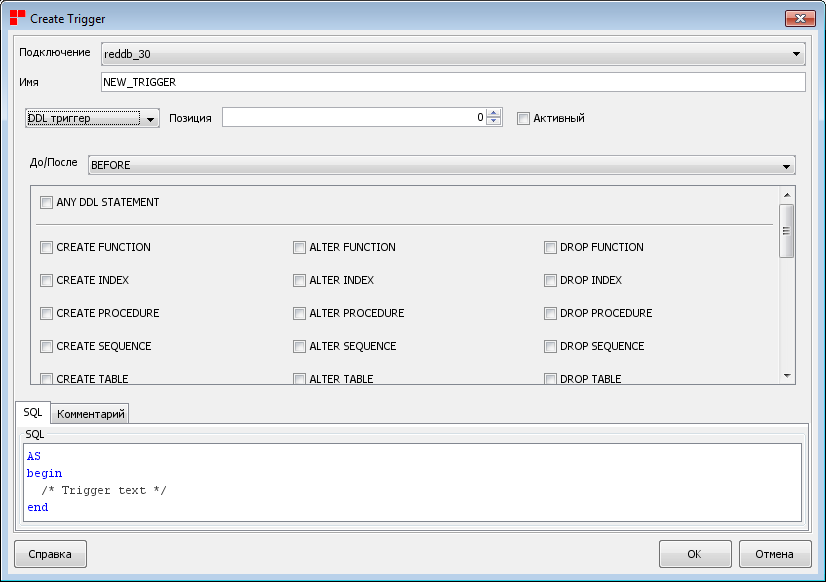 Create Trigger
Подключение reddb_30
Имя NEW_TRIGGER
DDL триггер Позиция 0 Активный
До/После BEFORE
ANY DDL STATEMENT
CREATE FUNCTION ALTER FUNCTION DROP FUNCTION
CREATE INDEX ALTER INDEX DROP INDEX
CREATE PROCEDURE ALTER PROCEDURE DROP PROCEDURE
CREATE SEQUENCE ALTER SEQUENCE DROP SEQUENCE
CREATE TABLE ALTER TABLE DROP TABLE
SQL Комментарий
SQL
AS
begin
/* Trigger text */
end
Справка OK Отмена